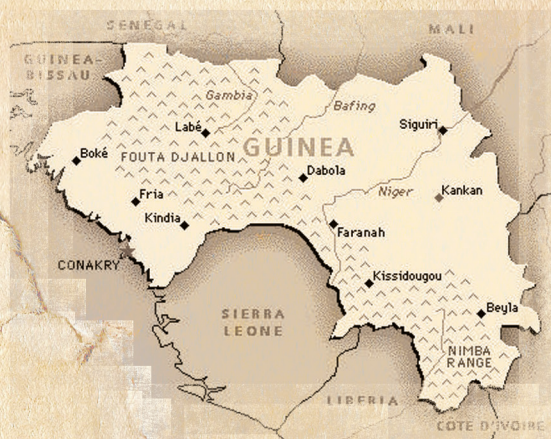 SENEGAL
MALI
GUINEA-
BISSAU
Gambia
Bafing
Labé
Siguiri
Boké
FOUTA DJALLON
GUINEA
Dabola
Fria
Niger
Kankan
Kindia
Faranah
CONAKRY
Kissidougou
SIERRA
LEONE
Beyla
NIMBA
RANGE
LIBERIA
COTE D'IVOIRE